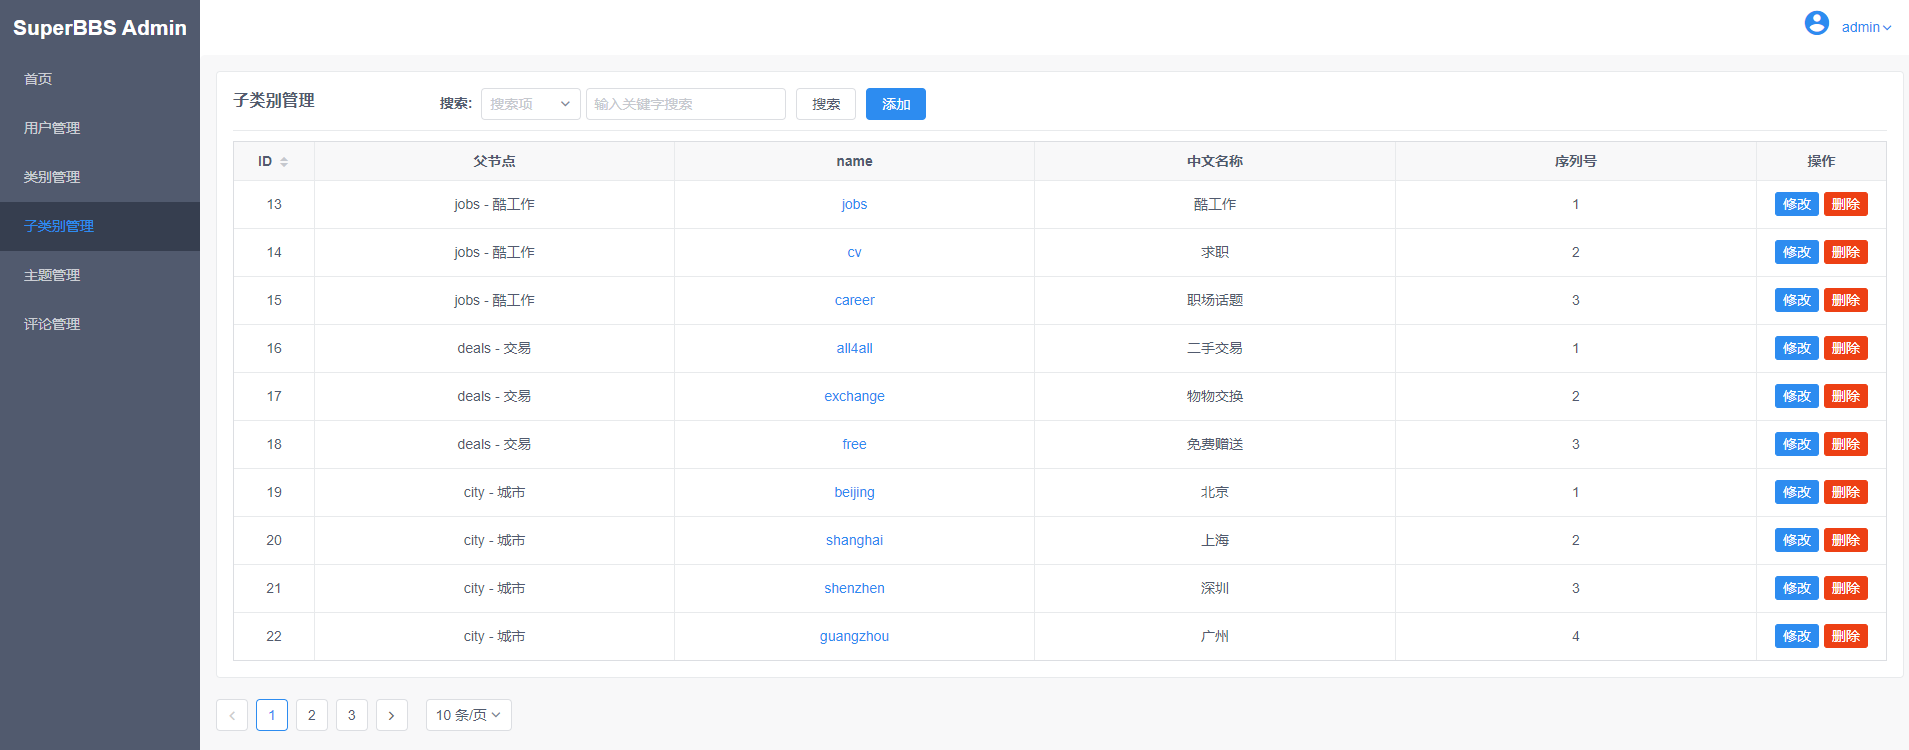 SuperBBS Admin
admin
首页
用户管理
类别管理
子类别管理
主题管理
评论管理
子类别管理 搜索: 搜索项 输入关键字搜索 搜索 添加
ID 父节点 name 中文名称 序列号 操作
13 jobs - 酷工作 jobs 酷工作 1 修改 删除
14 jobs - 酷工作 cv 求职 2 修改 删除
15 jobs - 酷工作 career 职场话题 3 修改 删除
16 deals - 交易 all4all 二手交易 1 修改 删除
17 deals - 交易 exchange 物物交换 2 修改 删除
18 deals - 交易 free 免费赠送 3 修改 删除
19 city - 城市 beijing 北京 1 修改 删除
20 city - 城市 shanghai 上海 2 修改 删除
21 city - 城市 shenzhen 深圳 3 修改 删除
22 city - 城市 guangzhou 广州 4 修改 删除
1 2 3 10 条/页